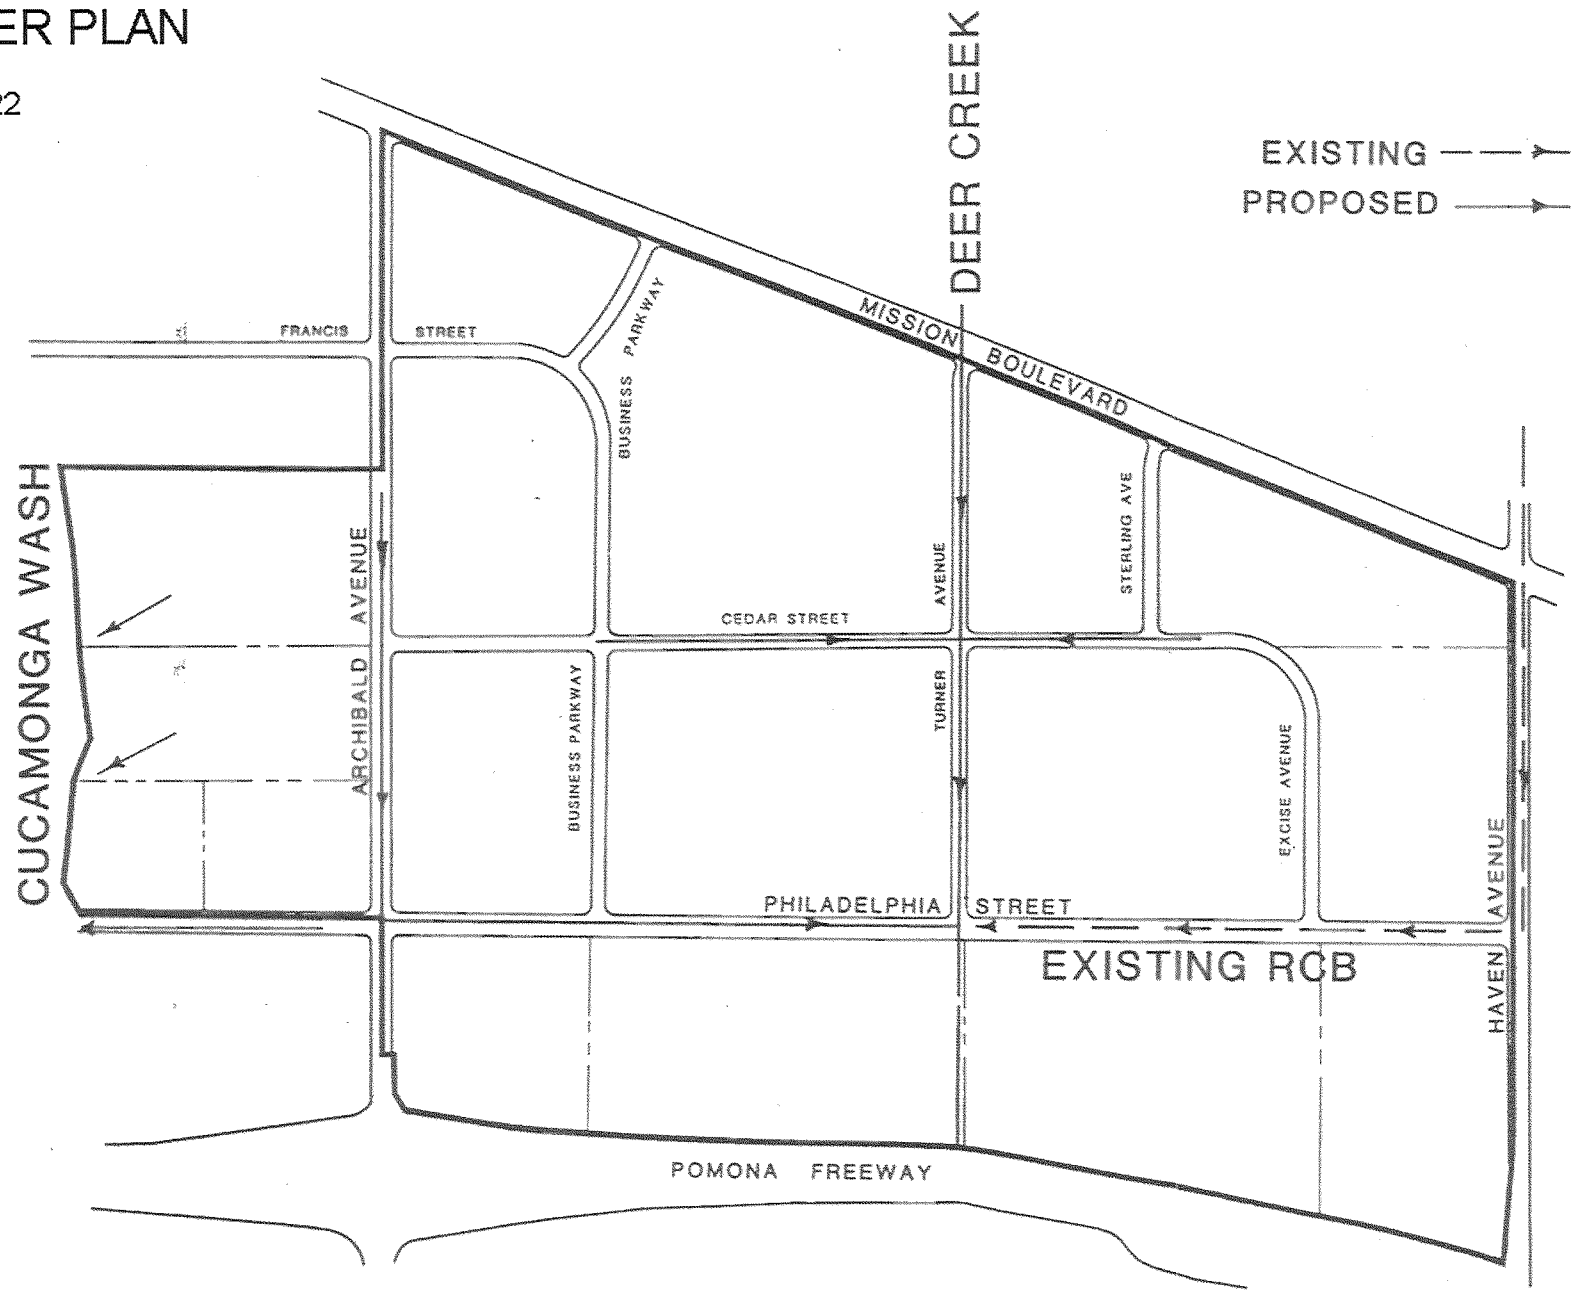 ER PLAN
22
DEER CREEK
EXISTING
PROPOSED
MISSION BOULEVARD
FRANCIS STREET
BUSINESS PARKWAY
CUCAMONGA WASH
ARCHIBALD AVENUE
CEDAR STREET
TURNER AVENUE
STERLING AVE
BUSINESS PARKWAY
EXCISE AVENUE
HAVEN AVENUE
PHILADELPHIA STREET
EXISTING RCB
POMONA FREEWAY